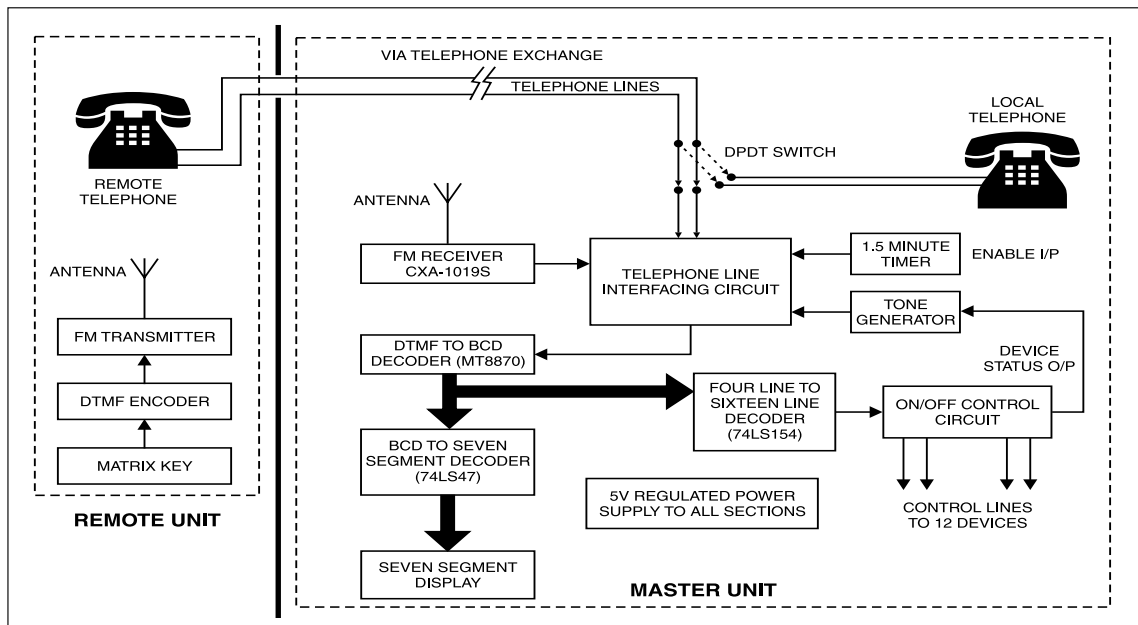 VIA TELEPHONE EXCHANGE
TELEPHONE LINES
REMOTE
TELEPHONE
LOCAL
TELEPHONE
DPDT SWITCH
ANTENNA
FM TRANSMITTER
DTMF ENCODER
MATRIX KEY
REMOTE UNIT
ANTENNA
FM RECEIVER
CXA-1019S
TELEPHONE LINE
INTERFACING CIRCUIT
1.5 MINUTE
TIMER
ENABLE I/P
TONE
GENERATOR
DEVICE
STATUS O/P
DTMF TO BCD
DECODER (MT8870)
FOUR LINE TO
SIXTEEN LINE
DECODER
(74LS154)
ON/OFF CONTROL
CIRCUIT
BCD TO SEVEN
SEGMENT DECODER
(74LS47)
5V REGULATED POWER
SUPPLY TO ALL SECTIONS
CONTROL LINES
TO 12 DEVICES
SEVEN SEGMENT
DISPLAY
MASTER UNIT